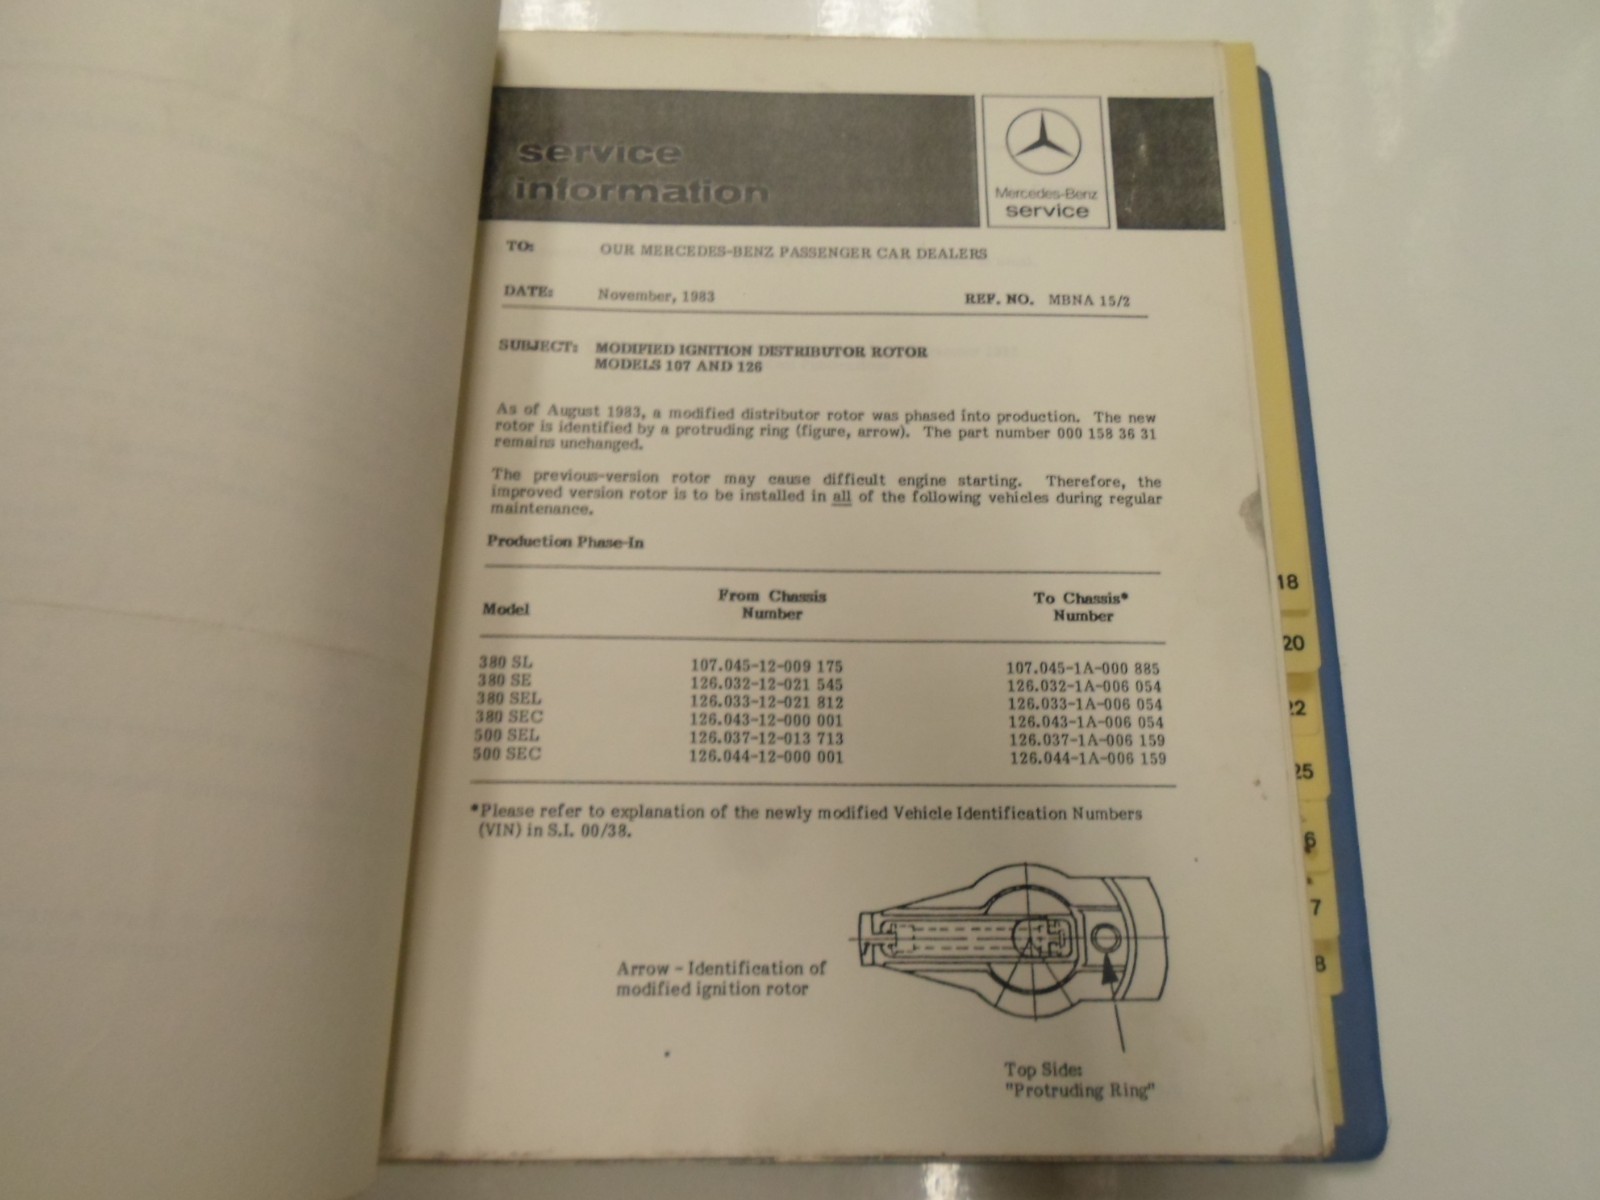 service
information
Mercedes-Benz
service
TO: OUR MERCEDES-BENZ PASSENGER CAR DEALERS
DATE: November, 1983 REF. NO. MBNA 15/2
SUBJECT: MODIFIED IGNITION DISTRIBUTOR ROTOR
MODELS 107 AND 126
As of August 1983, a modified distributor rotor was phased into production. The new
rotor is identified by a protruding ring (figure, arrow). The part number 000 158 36 31
remains unchanged.
The previous-version rotor may cause difficult engine starting. Therefore, the
improved version rotor is to be installed in all of the following vehicles during regular
maintenance.
Production Phase-In
Model From Chassis Number To Chassis* Number
380 SL 107.045-12-009 175 107.045-1A-000 885
380 SE 126.032-12-021 545 126.032-1A-006 054
380 SEL 126.033-12-021 812 126.033-1A-006 054
380 SEC 126.043-12-000 001 126.043-1A-006 054
500 SEL 126.037-12-013 713 126.037-1A-006 159
500 SEC 126.044-12-000 001 126.044-1A-006 159
*Please refer to explanation of the newly modified Vehicle Identification Numbers
(VIN) in S.I. 00/38.
Arrow - Identification of
modified ignition rotor
Top Side:
"Protruding Ring"
18
20
22
25
6
7
8